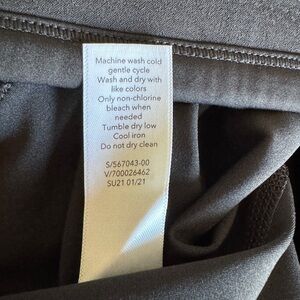 Machine wash cold
gentle cycle
Wash and dry with
like colors
Only non-chlorine
bleach when
needed
Tumble dry low
Cool iron
Do not dry clean
S/567043-00
V/700026462
SU21 01/21